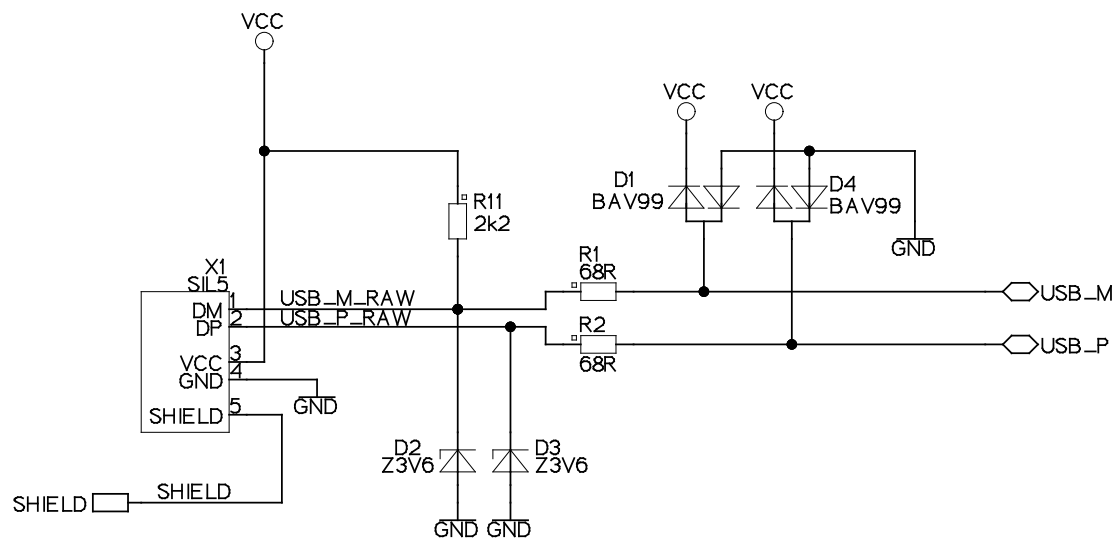 VCC
VCC VCC
D1
BAV99
D4
BAV99
R11
2k2
GND
R1
68R
X1
SIL5
1
USB_M_RAW
DM
2
USB_P_RAW
DP
USB_M
R2
68R
USB_P
3
VCC
4
GND
GND
5
SHIELD
D2
Z3V6
D3
Z3V6
SHIELD
SHIELD
GND GND